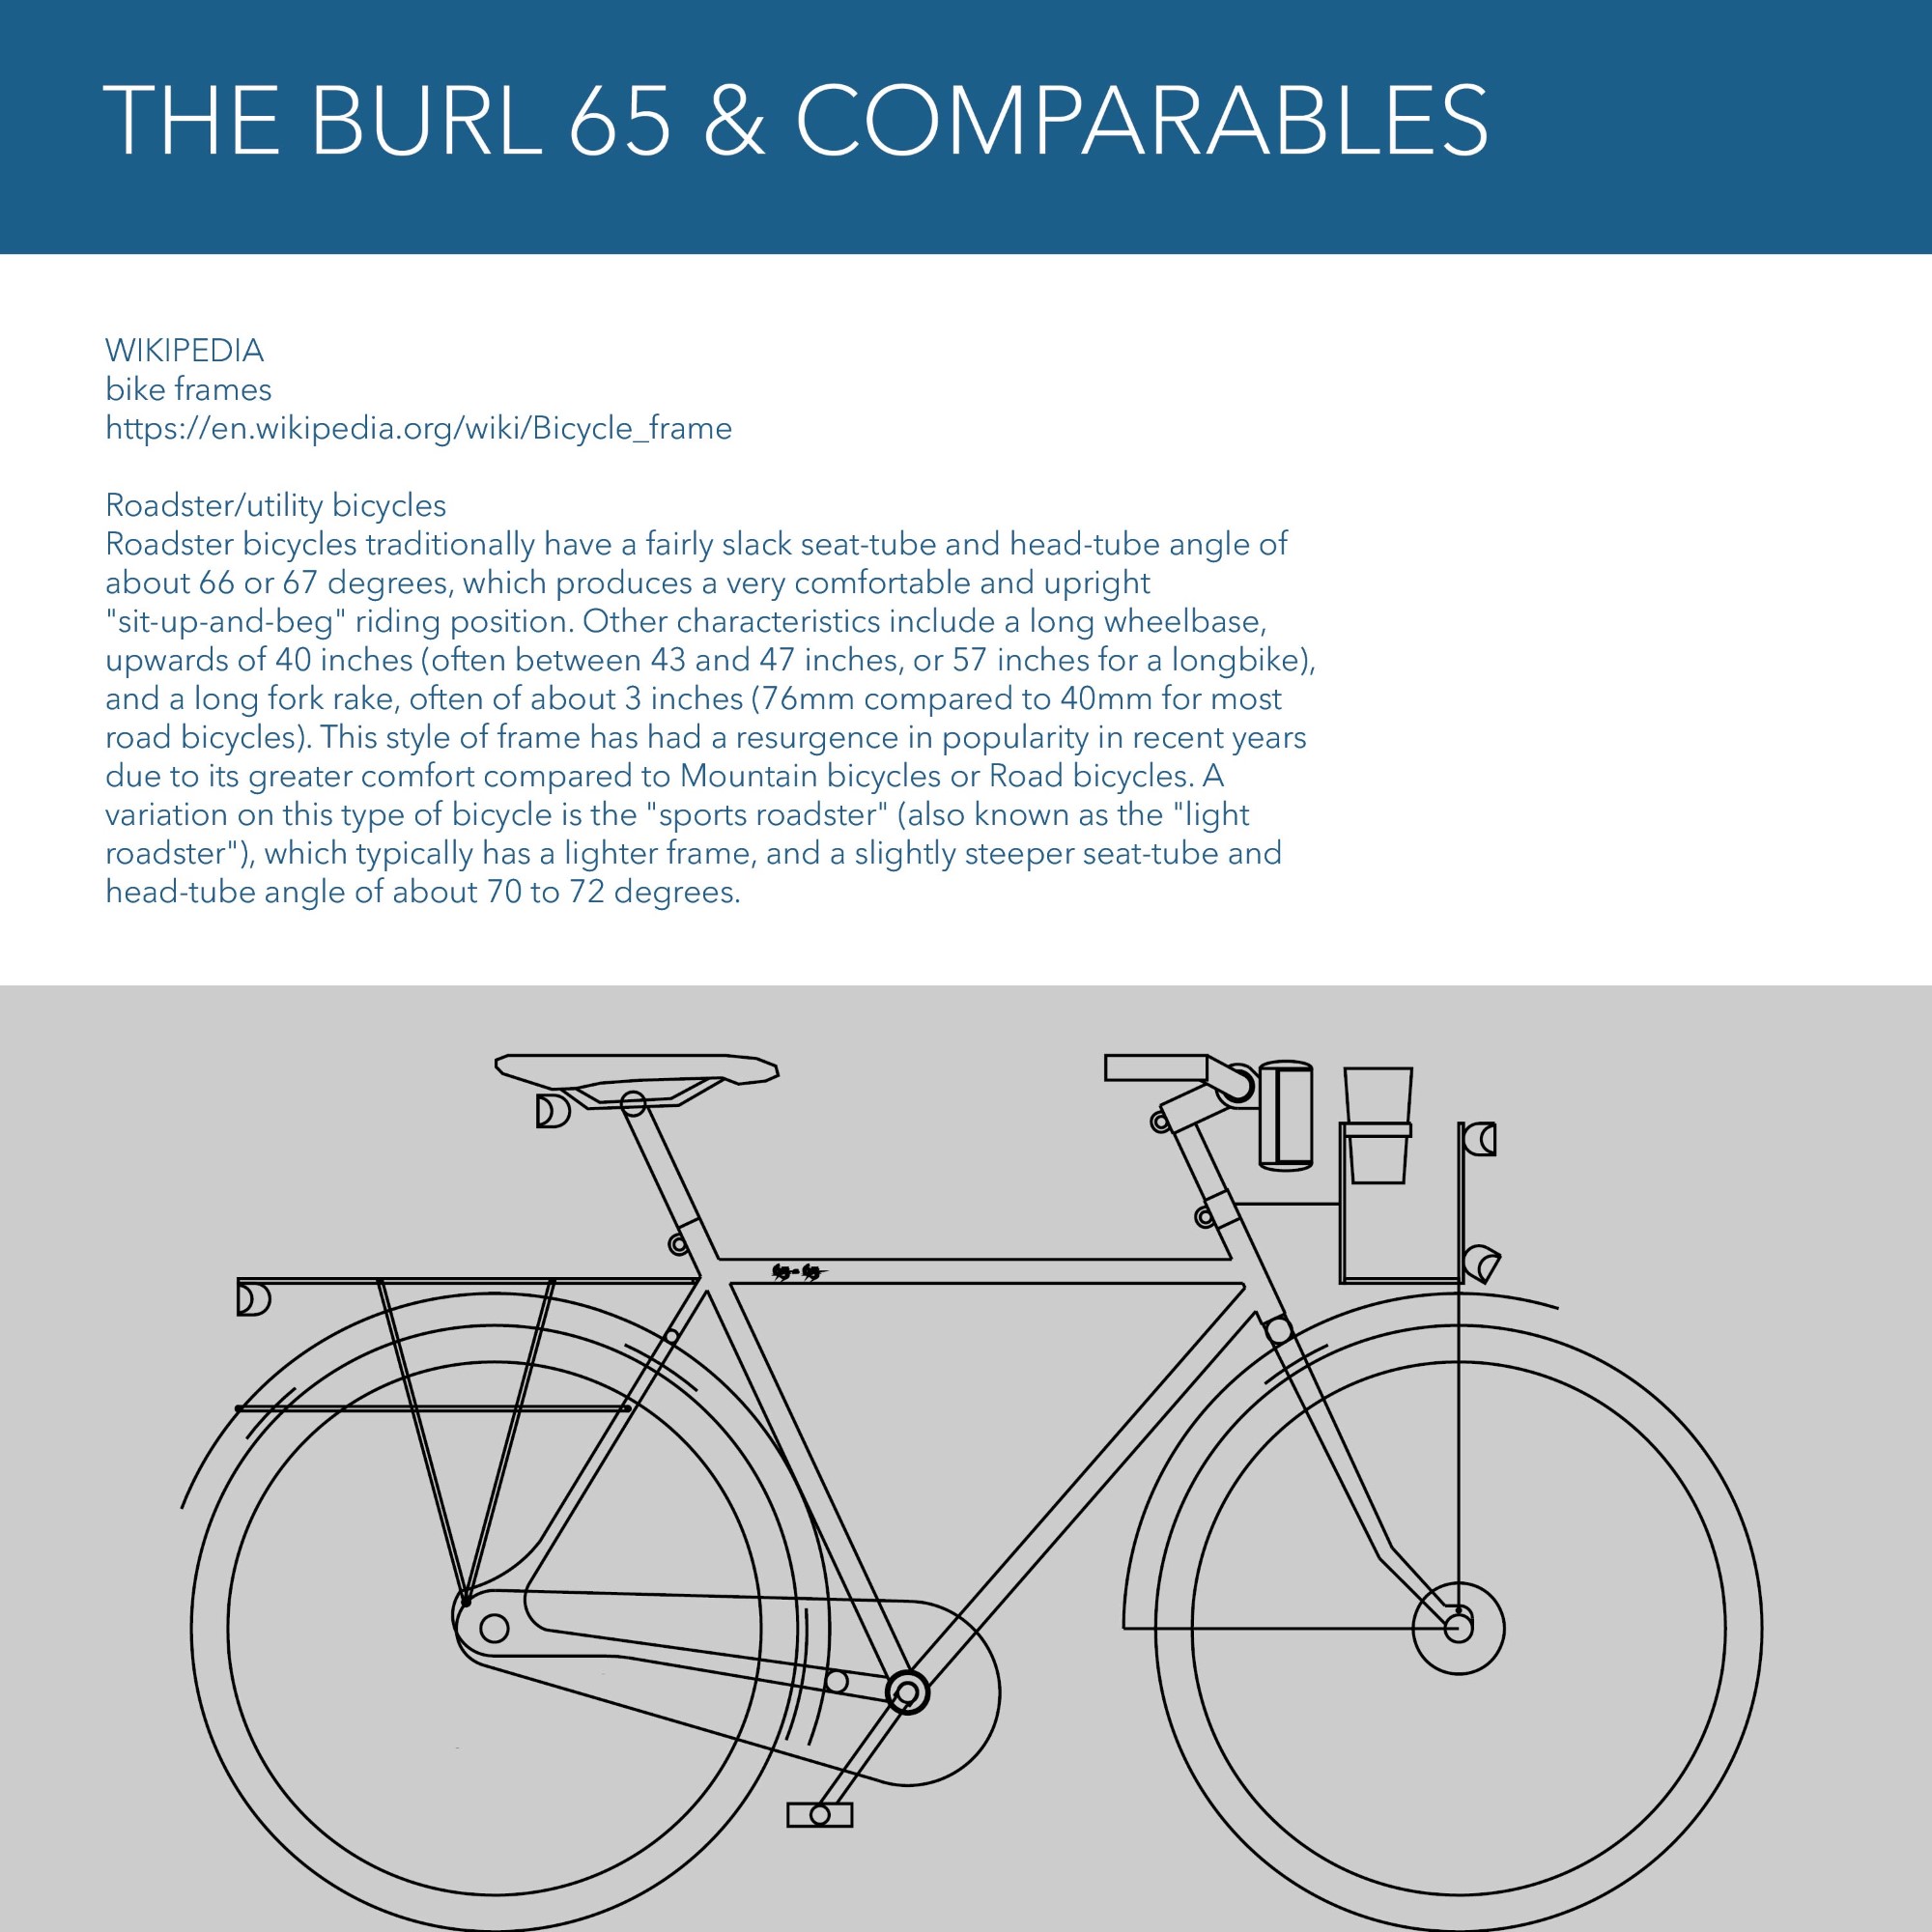 THE BURL 65 & COMPARABLES
WIKIPEDIA
bike frames
https://en.wikipedia.org/wiki/Bicycle_frame
Roadster/utility bicycles
Roadster bicycles traditionally have a fairly slack seat-tube and head-tube angle of
about 66 or 67 degrees, which produces a very comfortable and upright
"sit-up-and-beg" riding position. Other characteristics include a long wheelbase,
upwards of 40 inches (often between 43 and 47 inches, or 57 inches for a longbike),
and a long fork rake, often of about 3 inches (76mm compared to 40mm for most
road bicycles). This style of frame has had a resurgence in popularity in recent years
due to its greater comfort compared to Mountain bicycles or Road bicycles. A
variation on this type of bicycle is the "sports roadster" (also known as the "light
roadster"), which typically has a lighter frame, and a slightly steeper seat-tube and
head-tube angle of about 70 to 72 degrees.